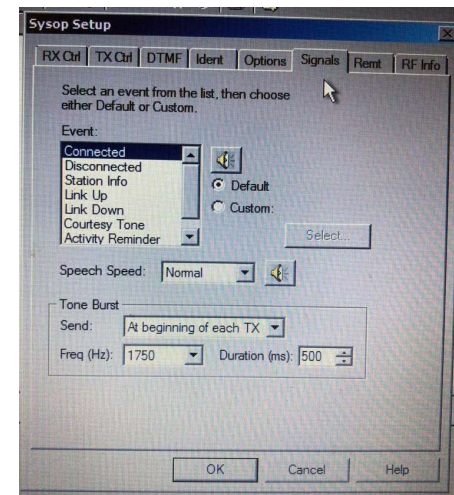 Sysop Setup
RX Ctrl TX Ctrl DTMF Ident Options Signals Remt RF Info
Select an event from the list, then choose
either Default or Custom.
Event:
Connected
Disconnected
Station Info
Link Up
Link Down
Courtesy Tone
Activity Reminder
Default
Custom:
Select...
Speech Speed: Normal
Tone Burst
Send: At beginning of each TX
Freq (Hz): 1750 Duration (ms): 500
OK Cancel Help